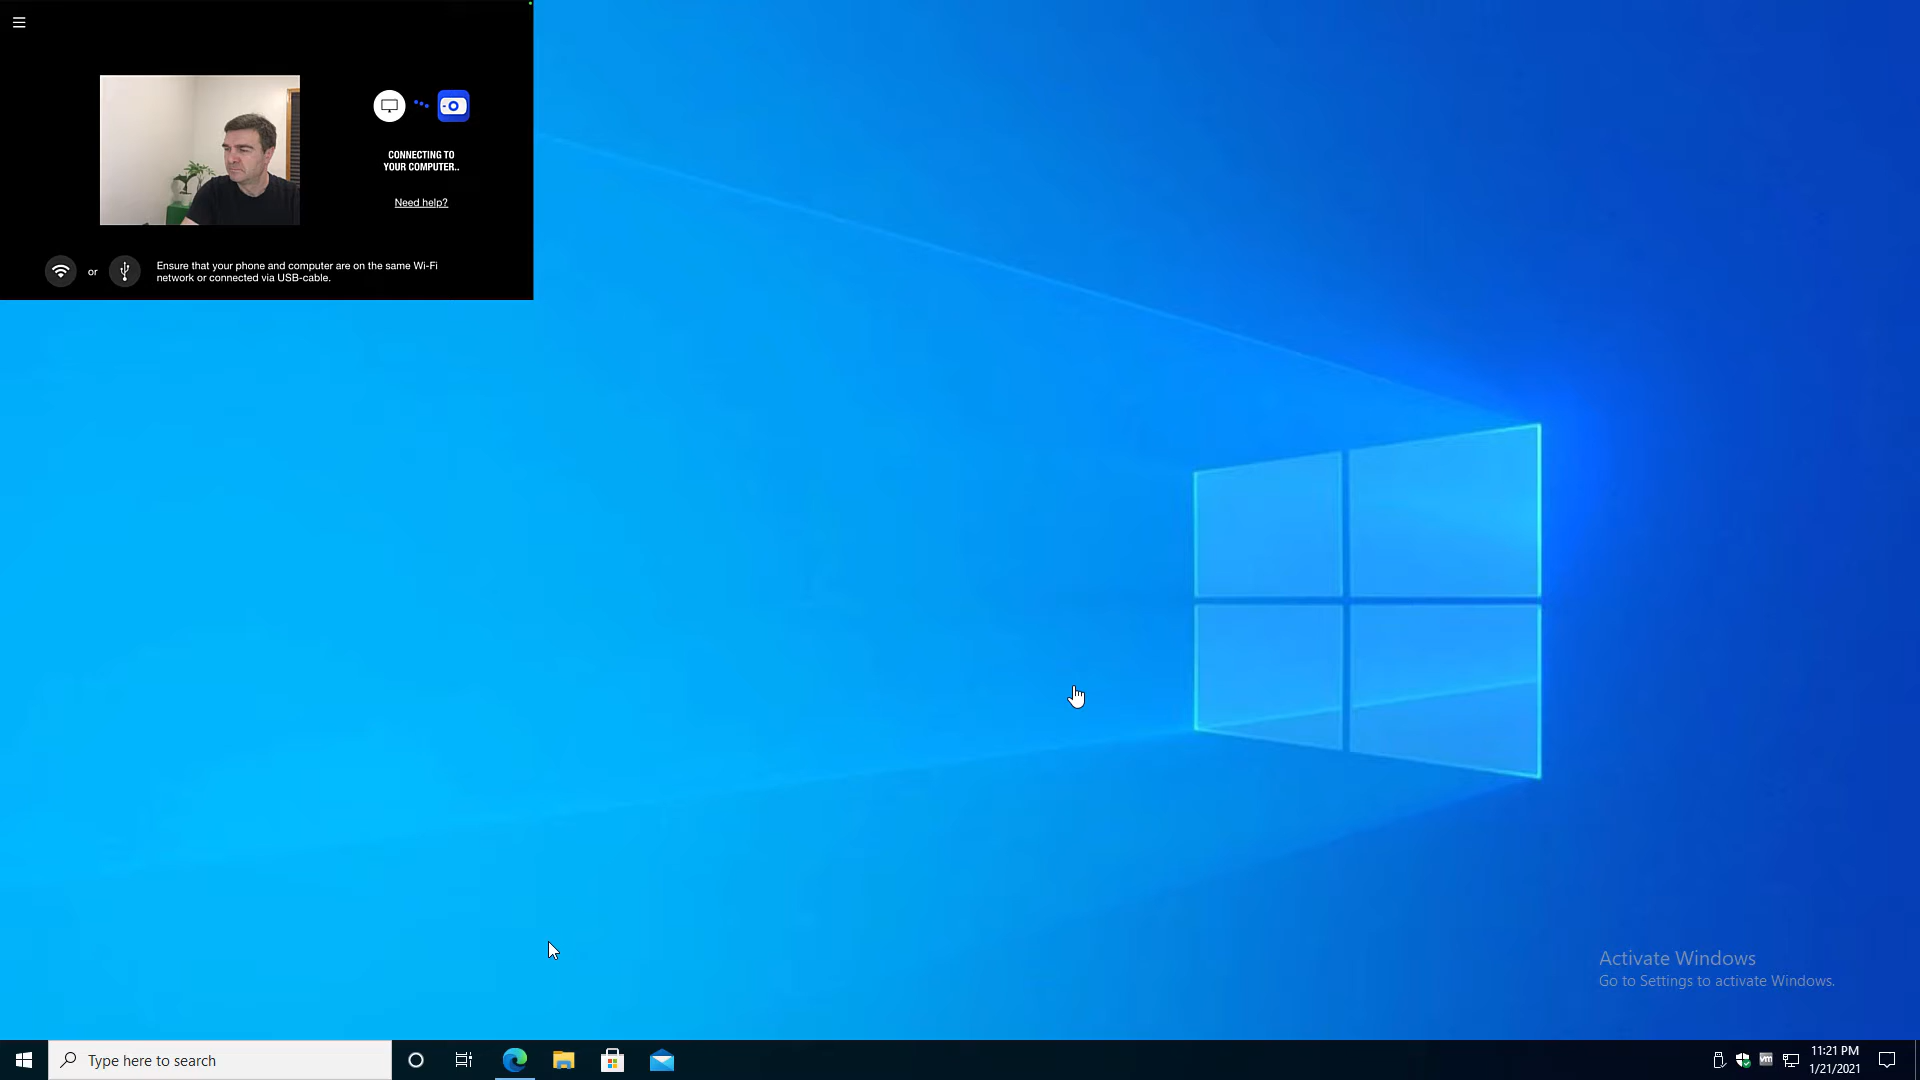 CONNECTING TO
YOUR COMPUTER..
Need help?
or
Ensure that your phone and computer are on the same Wi-Fi
network or connected via USB-cable.
Activate Windows
Go to Settings to activate Windows.
Type here to search
vm
11:21 PM
1/21/2021